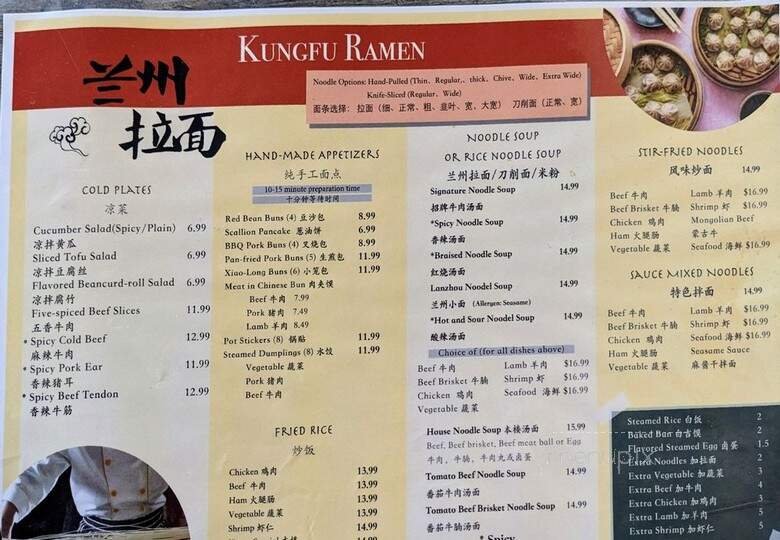 KUNGFU RAMEN
兰州
拉面
Noodle Options: Hand-Pulled (Thin, Regular,, thick, Chive, Wide, Extra Wide)
Knife-Sliced (Regular, Wide)
面条选择: 拉面 (细、正常、粗、韭叶、宽、大宽) 刀削面 (正常、宽)
COLD PLATES
凉菜
Cucumber Salad(Spicy/Plain) 6.99
凉拌黄瓜
Sliced Tofu Salad 6.99
凉拌豆腐丝
Flavored Beancurd-roll Salad 6.99
凉拌腐竹
Five-spiced Beef Slices 11.99
五香牛肉
* Spicy Cold Beef 12.99
麻辣牛肉
* Spicy Pork Ear 11.99
香辣猪耳
* Spicy Beef Tendon 12.99
香辣牛筋
HAND-MADE APPETIZERS
纯手工面点
10-15 minute preparation time
十分钟等待时间
Red Bean Buns (4) 豆沙包 8.99
Scallion Pancake 葱油饼 6.99
BBQ Pork Buns (4) 叉烧包 8.99
Pan-fried Pork Buns (5) 生煎包 11.99
Xiao-Long Buns (6) 小笼包 11.99
Meat in Chinese Bun 肉夹馍
Beef 牛肉 7.99
Pork 猪肉 7.49
Lamb 羊肉 8.49
Pot Stickers (8) 锅贴 11.99
Steamed Dumplings (8) 水饺 11.99
Vegetable 蔬菜
Pork 猪肉
Beef 牛肉
FRIED RICE
炒饭
Chicken 鸡肉 13.99
Beef 牛肉 13.99
Ham 火腿肠 13.99
Vegetable 蔬菜 13.99
Shrimp 虾仁 14.99
NOODLE SOUP
OR RICE NOODLE SOUP
兰州拉面/刀削面/米粉
Signature Noodle Soup 14.99
招牌牛肉汤面
*Spicy Noodle Soup 14.99
香辣汤面
*Braised Noodle Soup 14.99
红烧汤面
Lanzhou Noodel Soup 14.99
兰州小面 (Allergen: Seasame)
*Hot and Sour Noodel Soup 14.99
酸辣汤面
Choice of (for all dishes above)
Beef 牛肉 Lamb 羊肉 $16.99
Beef Brisket 牛腩 Shrimp 虾 $16.99
Chicken 鸡肉 Seafood 海鲜 $16.99
Vegetable 蔬菜
House Noodle Soup 本楼汤面 15.99
Beef, Beef brisket, Beef meat ball or Egg
牛肉, 牛腩, 牛肉丸或卤蛋
Tomato Beef Noodle Soup 14.99
番茄牛肉汤面
Tomato Beef Brisket Noodle Soup 14.99
番茄牛腩汤面
* Spicy
STIR-FRIED NOODLES
风味炒面 14.99
Beef 牛肉 Lamb 羊肉 $16.99
Beef Brisket 牛腩 Shrimp 虾 $16.99
Chicken 鸡肉 Mongolian Beef
Ham 火腿肠 蒙古牛
Vegetable 蔬菜 Seafood 海鲜 $16.99
SAUCE MIXED NOODLES
特色拌面 14.99
Beef 牛肉 Lamb 羊肉 $16.99
Beef Brisket 牛腩 Shrimp 虾 $16.99
Chicken 鸡肉 Seafood 海鲜 $16.99
Ham 火腿肠 Seasame Sauce
Vegetable 蔬菜 麻酱干拌面
Steamed Rice 白饭 2
Baked Bun 白吉馍 2
Flavored Steamed Egg 卤蛋 1.5
Extra Noodles 加拉面 2
Extra Vegetable 加蔬菜 3
Extra Beef 加牛肉 4
Extra Chicken 加鸡肉 3
Extra Lamb 加羊肉 5
Extra Shrimp 加虾仁 5
menupix